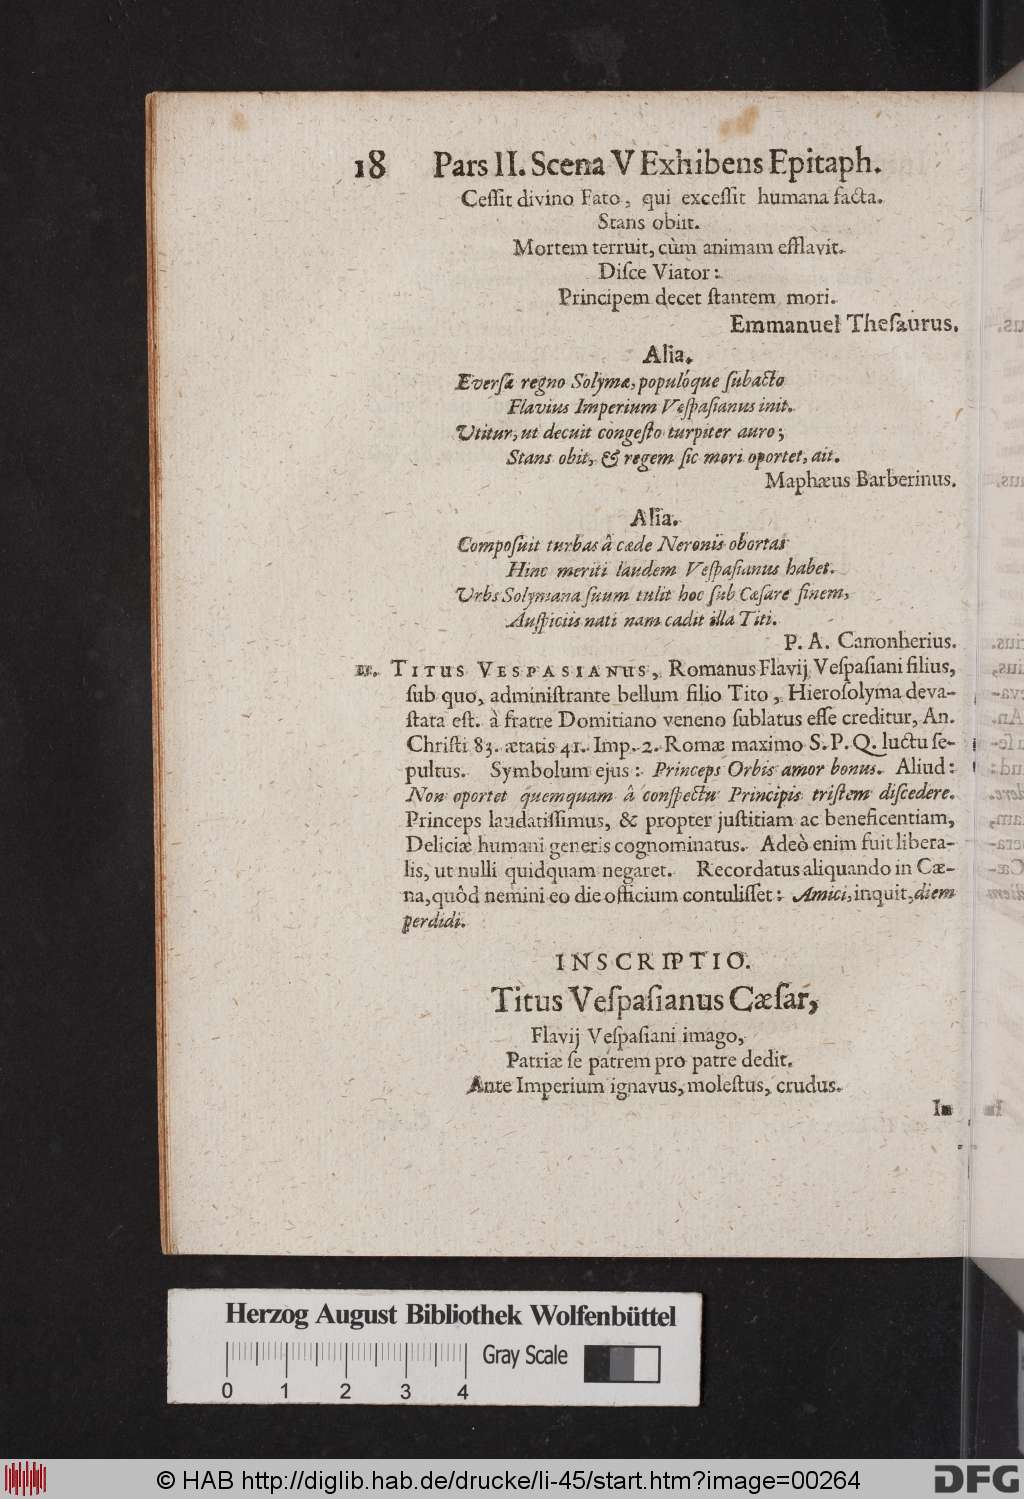 18 Pars II. Scena V Exhibens Epitaph.
Ceſſit divino Fato, qui exceſſit humana facta.
Stans obiit.
Mortem terruit, cùm animam efflavit.
Diſce Viator:
Principem decet ſtantem mori.
Emmanuel Theſaurus.
Alia.
Everſæ regno Solymæ, populóque ſubacto
Flavius Imperium Veſpaſianus init.
Utitur, ut decuit congeſto turpiter auro;
Stans obit, & regem ſic mori oportet, ait.
Maphæus Barberinus.
Alia.
Compoſuit turbas â cæde Neronis obortas
Hinc meriti laudem Veſpaſianus habet.
Urbs Solymana ſuum tulit hoc ſub Cæſare finem,
Auſpiciis nati nam cadit illa Titi.
P. A. Canonherius.
11. TITUS VESPASIANUS, Romanus Flavij Veſpaſiani filius,
ſub quo, adminiſtrante bellum filio Tito, Hieroſolyma deva-
ſtata eſt. à fratre Domitiano veneno ſublatus eſſe creditur, An.
Chriſti 83. ætatis 41. Imp. 2. Romæ maximo S. P. Q. luctu ſe-
pultus. Symbolum ejus: Princeps Orbis amor bonus. Aliud:
Non oportet quemquam â conſpectu Principis triſtem diſcedere.
Princeps laudatiſſimus, & propter juſtitiam ac beneficentiam,
Deliciæ humani generis cognominatus. Adeò enim fuit libera-
lis, ut nulli quidquam negaret. Recordatus aliquando in Cæ-
na, quôd nemini eo die officium contuliſſet: Amici, inquit, diem
perdidi.
INSCRIPTIO.
Titus Veſpaſianus Cæſar,
Flavij Veſpaſiani imago,
Patriæ ſe patrem pro patre dedit.
Ante Imperium ignavus, moleſtus, crudus.
In
Herzog August Bibliothek Wolfenbüttel
Gray Scale
0 1 2 3 4
© HAB http://diglib.hab.de/drucke/li-45/start.htm?image=00264
DFG